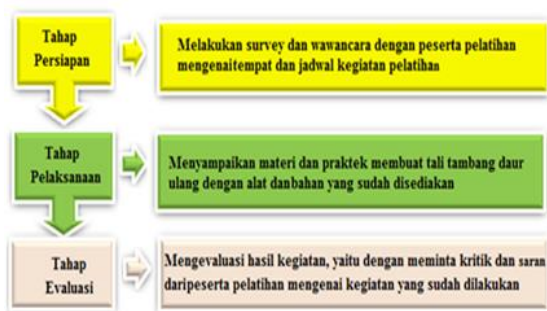 Tahap
Persiapan
Melakukan survey dan wawancara dengan peserta pelatihan
mengenaitempat dan jadwal kegiatan pelatihan
Tahap
Pelaksanaan
Menyampaikan materi dan praktek membuat tali tambang daur
ulang dengan alat danbahan yang sudah disediakan
Tahap
Evaluasi
Mengevaluasi hasil kegiatan, yaitu dengan meminta kritik dan saran
daripeserta pelatihan mengenai kegiatan yang sudah dilakukan